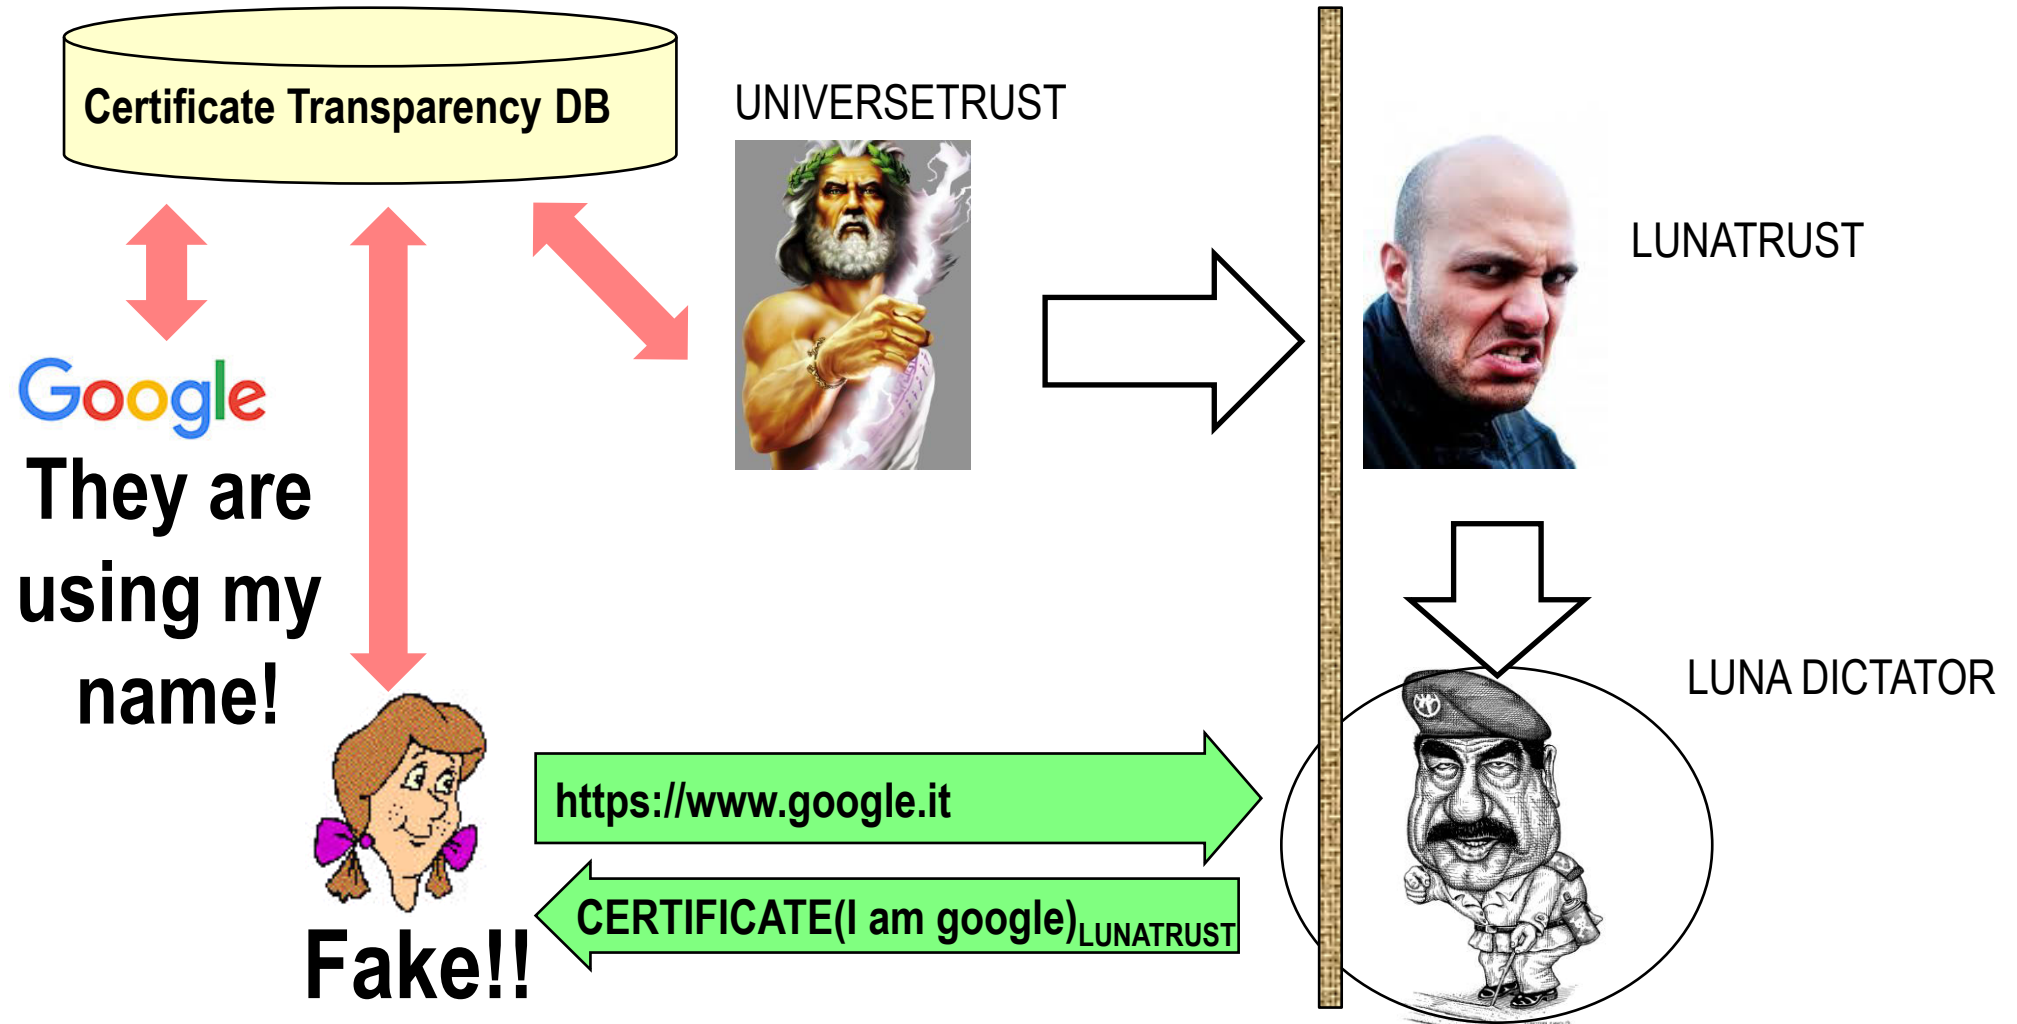 Certificate Transparency DB
UNIVERSETRUST
LUNATRUST
Google
They are
using my
name!
LUNA DICTATOR
https://www.google.it
CERTIFICATE(I am google)LUNATRUST
Fake!!